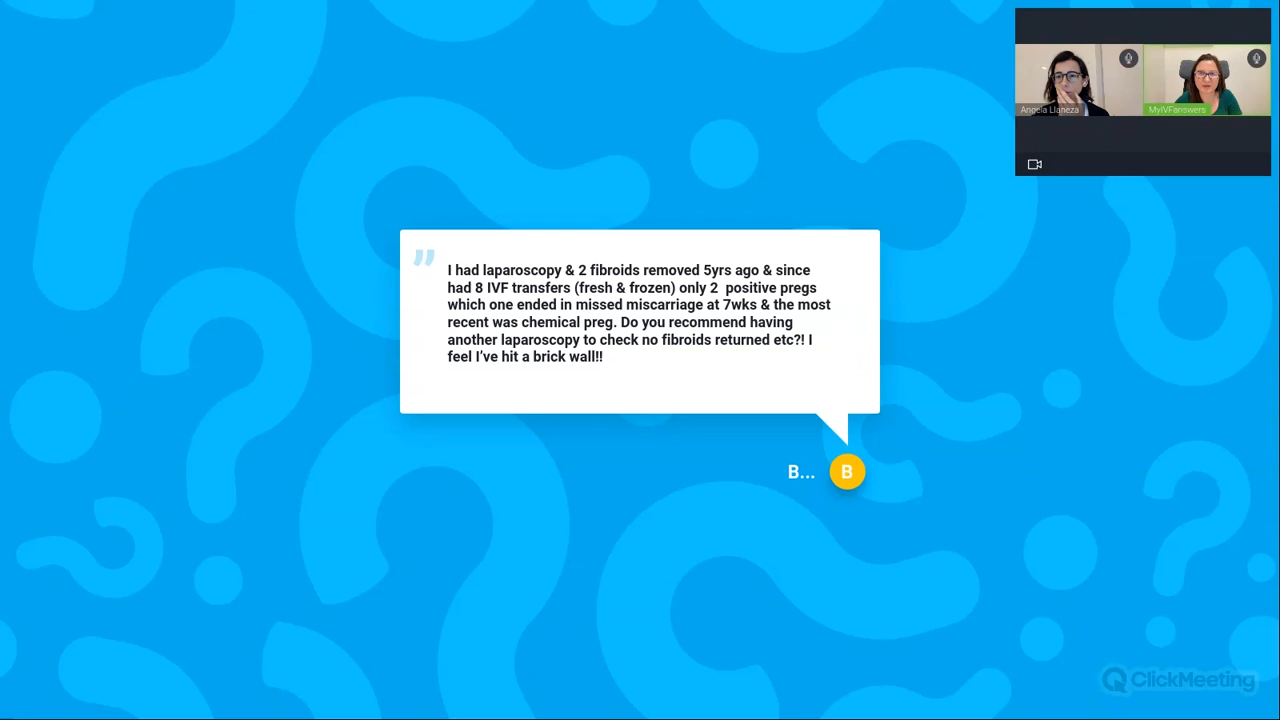 Angela Llaneza
MyIVFanswers
I had laparoscopy & 2 fibroids removed 5yrs ago & since
had 8 IVF transfers (fresh & frozen) only 2  positive pregs
which one ended in missed miscarriage at 7wks & the most
recent was chemical preg. Do you recommend having
another laparoscopy to check no fibroids returned etc?! I
feel I've hit a brick wall!!
B...
B
ClickMeeting